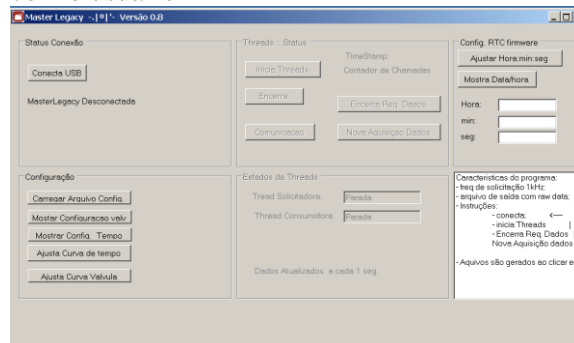 Master Legacy -.|º|'- Versão 0.8
Status Conexão
Conecta USB
MasterLegacy Desconectada
Threads :: Status
TimeStamp:
Inicia Threads
Contador de Chamadas
Encerra
Encerra Req. Dados
Comunicacao
Nova Aquisição Dados
Config. RTC firmware
Ajustar Hora:min:seg
Mostra Data/hora
Hora:
min:
seg:
Configuração
Carregar Arquivo Config.
Mostar Configuracao valv
Mostrar Config. Tempo
Ajusta Curva de tempo
Ajusta Curva Valvula
Estados da Threads
Tread Solicitadora: Parada
Thread Consumidora: Parada
Dados Atualizados a cada 1 seg.
Caracteristicas do programa:
- freq de solicitação 1kHz;
- arquivo de saída com raw data;
- Instruções:
- conecta; <---
- inicia Threads |
- Encerra Req. Dados |
Nova Aquisição dados
- Aquivos são gerados ao clicar e